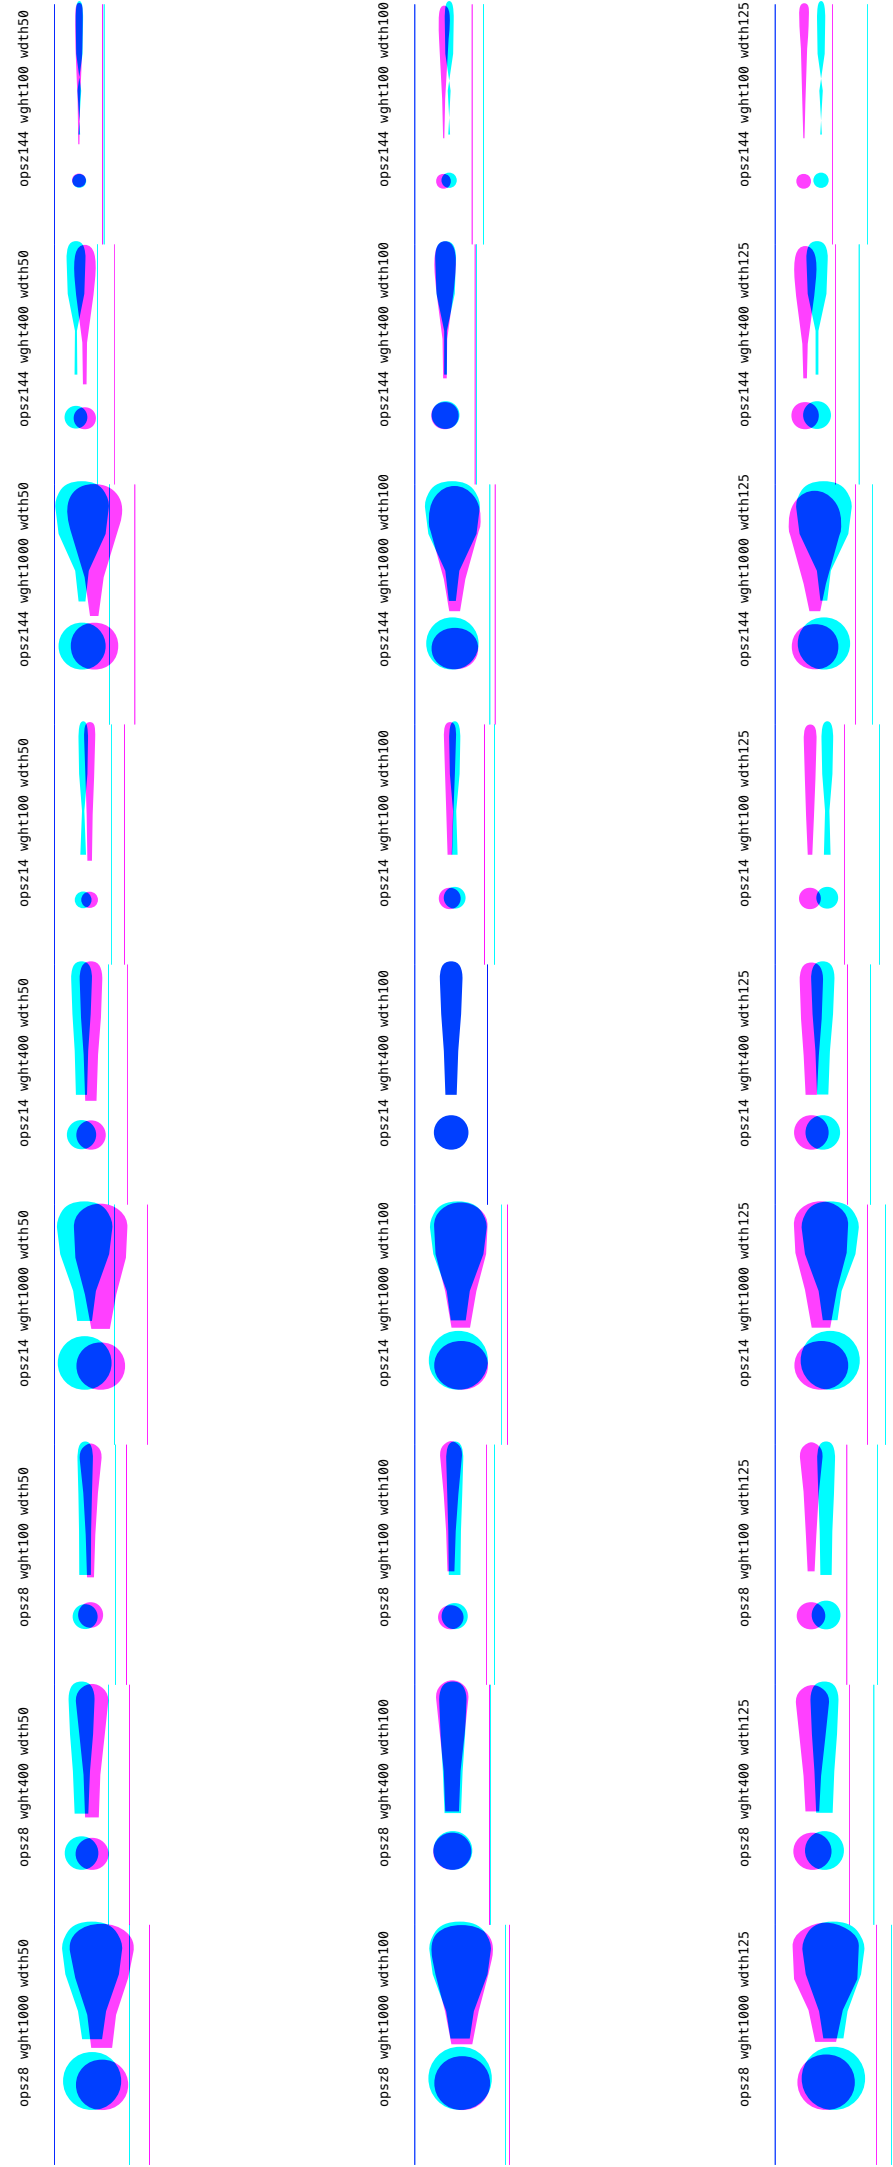 opsz144 wght100 wdth50
opsz144 wght100 wdth100
opsz144 wght100 wdth125
opsz144 wght400 wdth50
opsz144 wght400 wdth100
opsz144 wght400 wdth125
opsz144 wght1000 wdth50
opsz144 wght1000 wdth100
opsz144 wght1000 wdth125
opsz14 wght100 wdth50
opsz14 wght100 wdth100
opsz14 wght100 wdth125
opsz14 wght400 wdth50
opsz14 wght400 wdth100
opsz14 wght400 wdth125
opsz14 wght1000 wdth50
opsz14 wght1000 wdth100
opsz14 wght1000 wdth125
opsz8 wght100 wdth50
opsz8 wght100 wdth100
opsz8 wght100 wdth125
opsz8 wght400 wdth50
opsz8 wght400 wdth100
opsz8 wght400 wdth125
opsz8 wght1000 wdth50
opsz8 wght1000 wdth100
opsz8 wght1000 wdth125